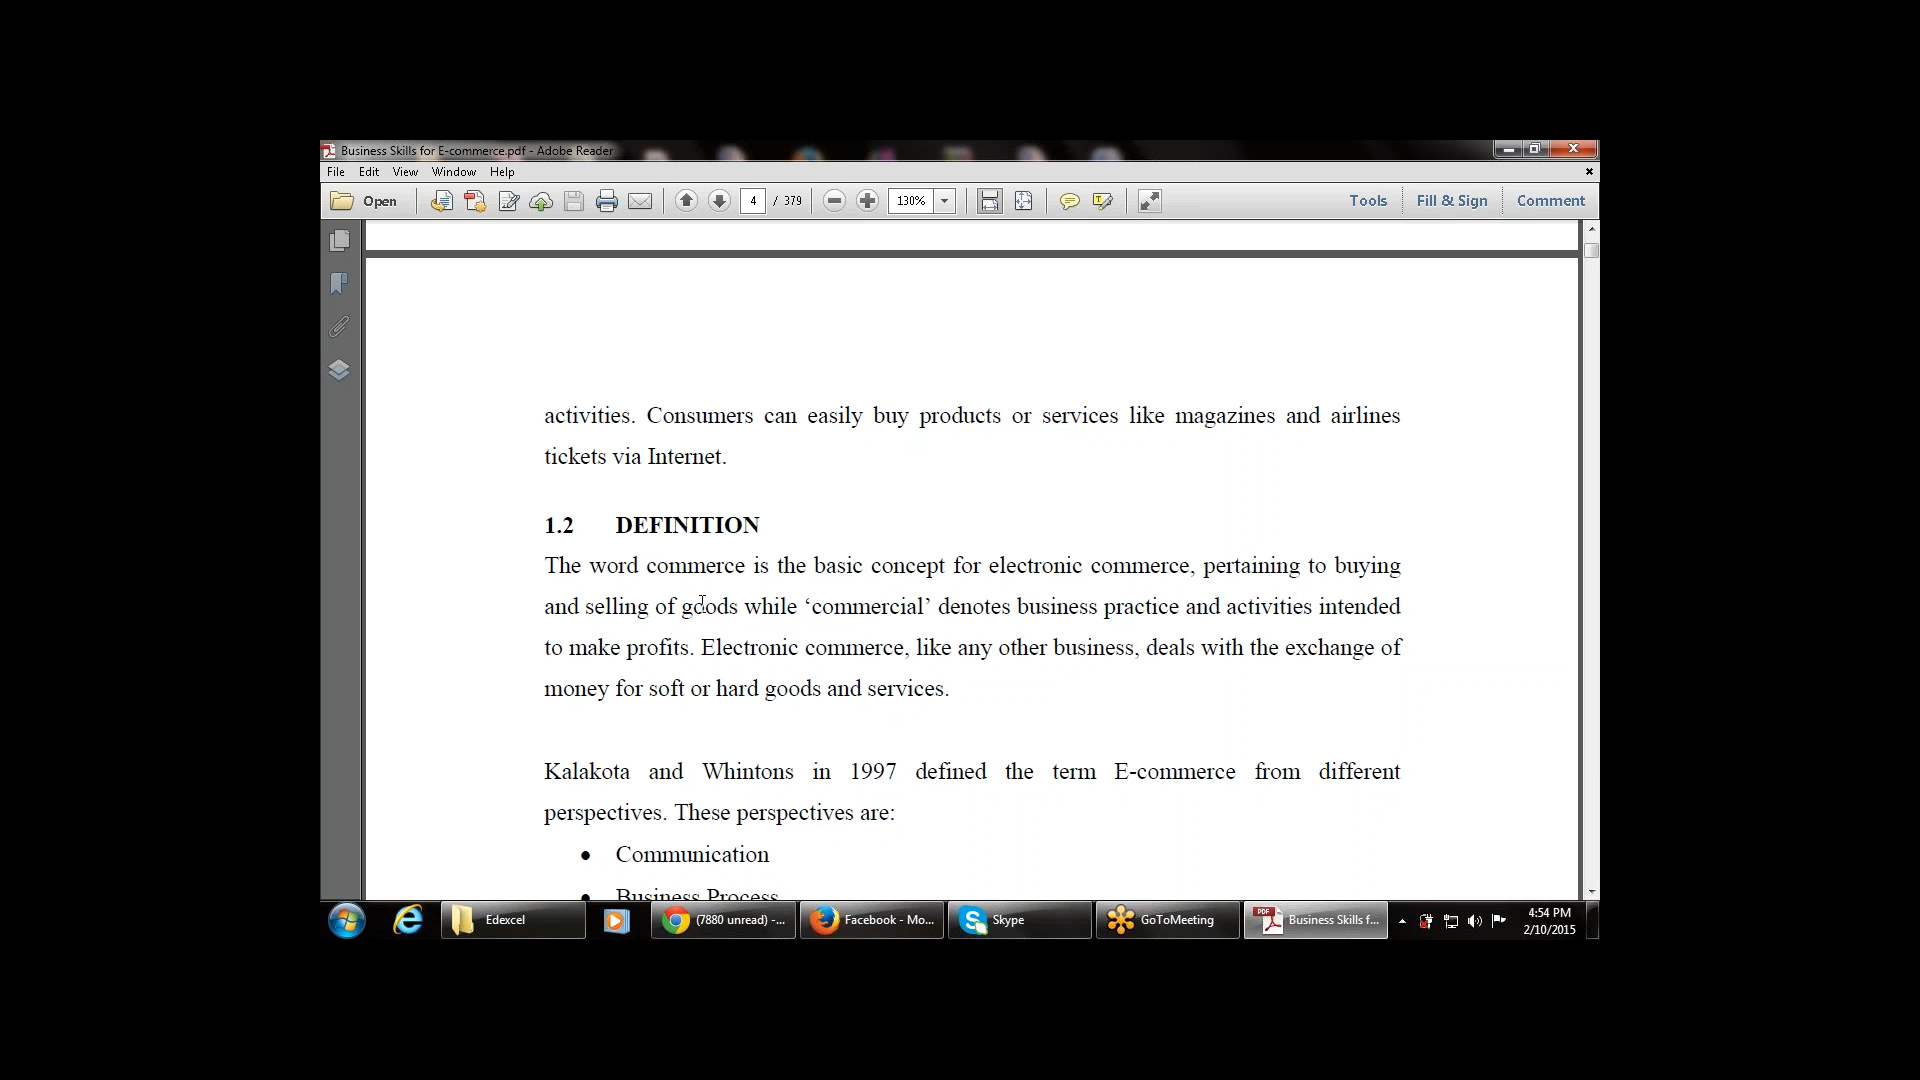 Business Skills for E-commerce.pdf - Adobe Reader
File Edit View Window Help
Open 4 / 379 130% Tools Fill & Sign Comment
activities. Consumers can easily buy products or services like magazines and airlines
tickets via Internet.
1.2 DEFINITION
The word commerce is the basic concept for electronic commerce, pertaining to buying
and selling of goods while ‘commercial’ denotes business practice and activities intended
to make profits. Electronic commerce, like any other business, deals with the exchange of
money for soft or hard goods and services.
Kalakota and Whintons in 1997 defined the term E-commerce from different
perspectives. These perspectives are:
• Communication
• Business Process
Edexcel (7880 unread) -... Facebook - Mo... Skype GoToMeeting PDF Business Skills f... 4:54 PM
2/10/2015